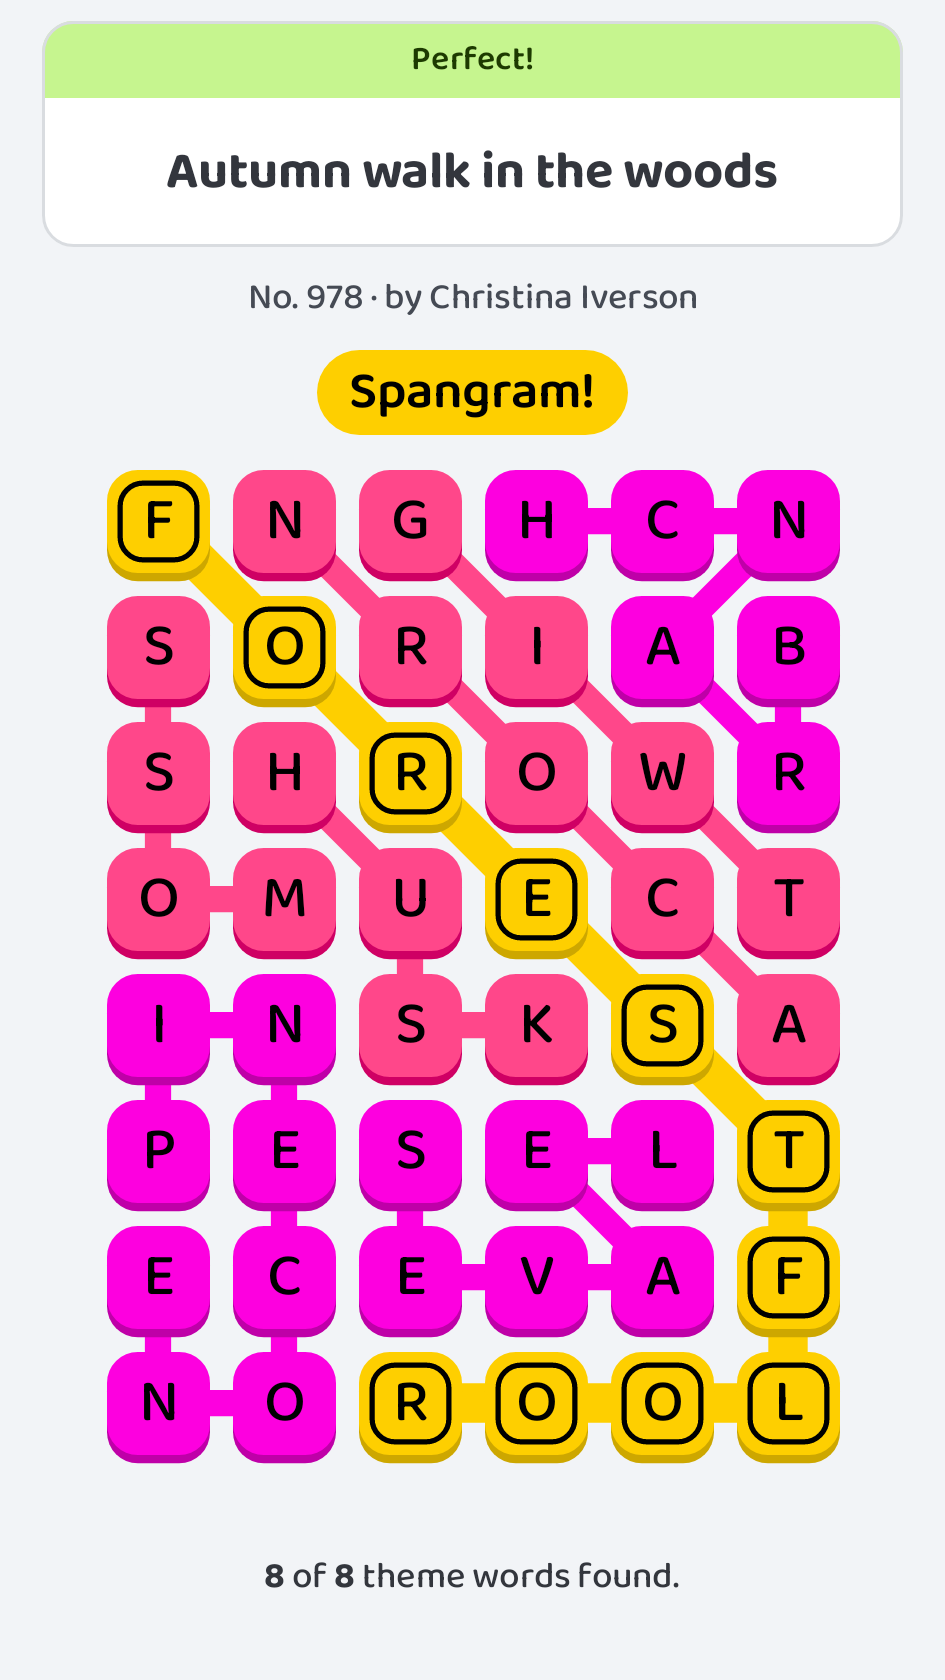 Perfect!
Autumn walk in the woods
No. 978 · by Christina Iverson
Spangram!
F N G H C N
S O R I A B
S H R O W R
O M U E C T
I N S K S A
P E S E L T
E C E V A F
N O R O O L
8 of 8 theme words found.